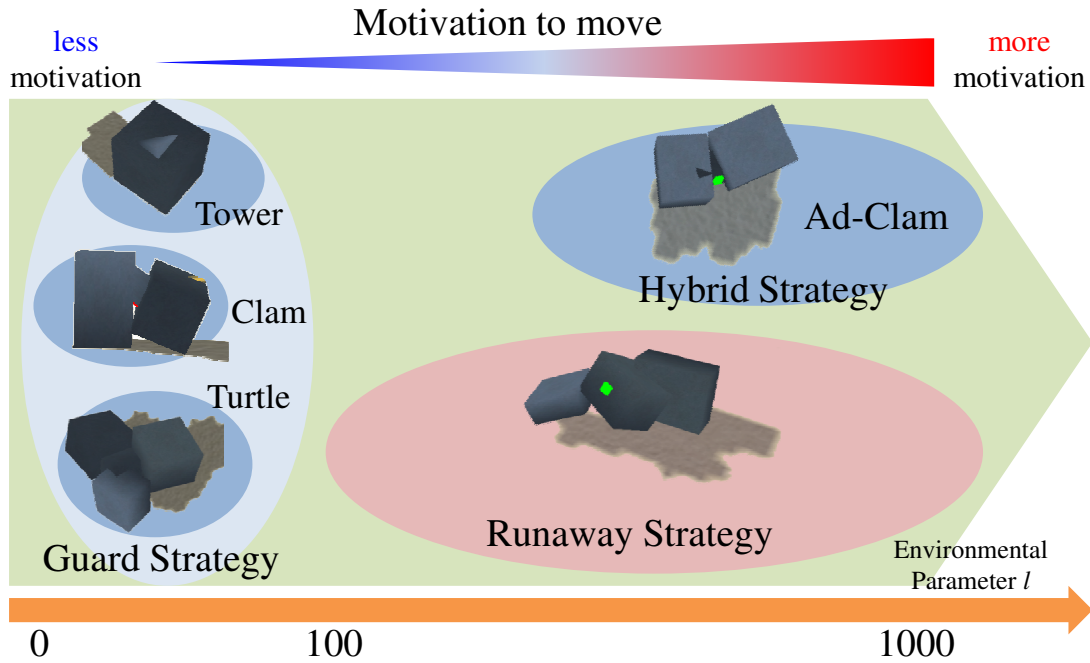 Motivation to move
less
motivation
more
motivation
Tower
Clam
Turtle
Guard Strategy
Ad-Clam
Hybrid Strategy
Runaway Strategy
Environmental
Parameter l
0
100
1000